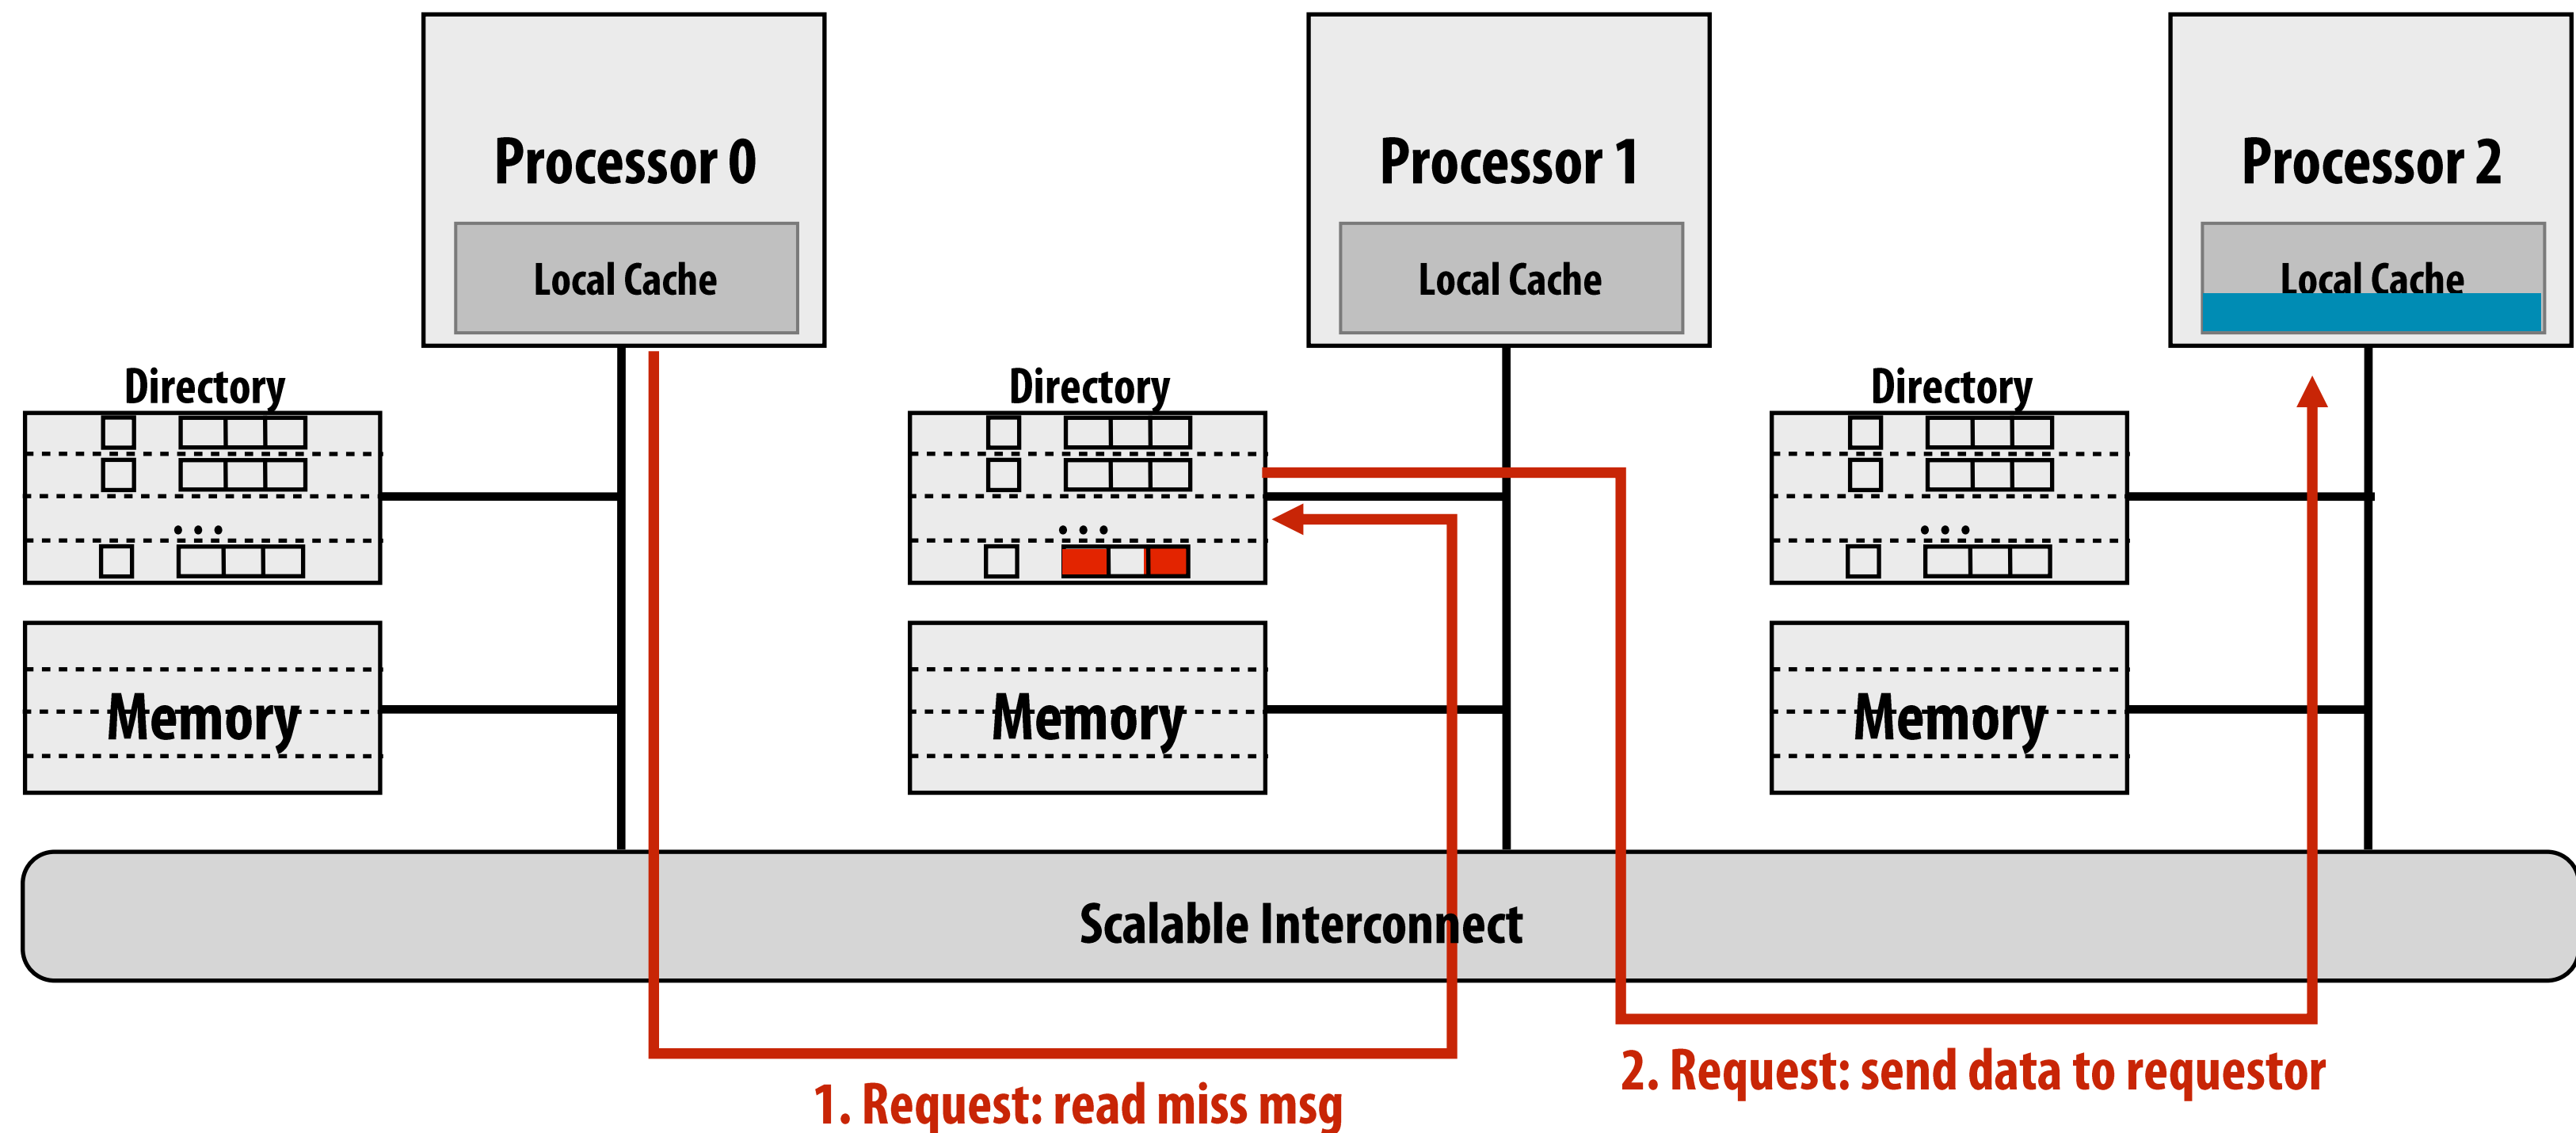 Processor 0
Processor 1
Processor 2
Local Cache
Local Cache
Local Cache
Directory
Directory
Directory
...
...
...
Memory
Memory
Memory
Scalable Interconnect
2. Request: send data to requestor
1. Request: read miss msg